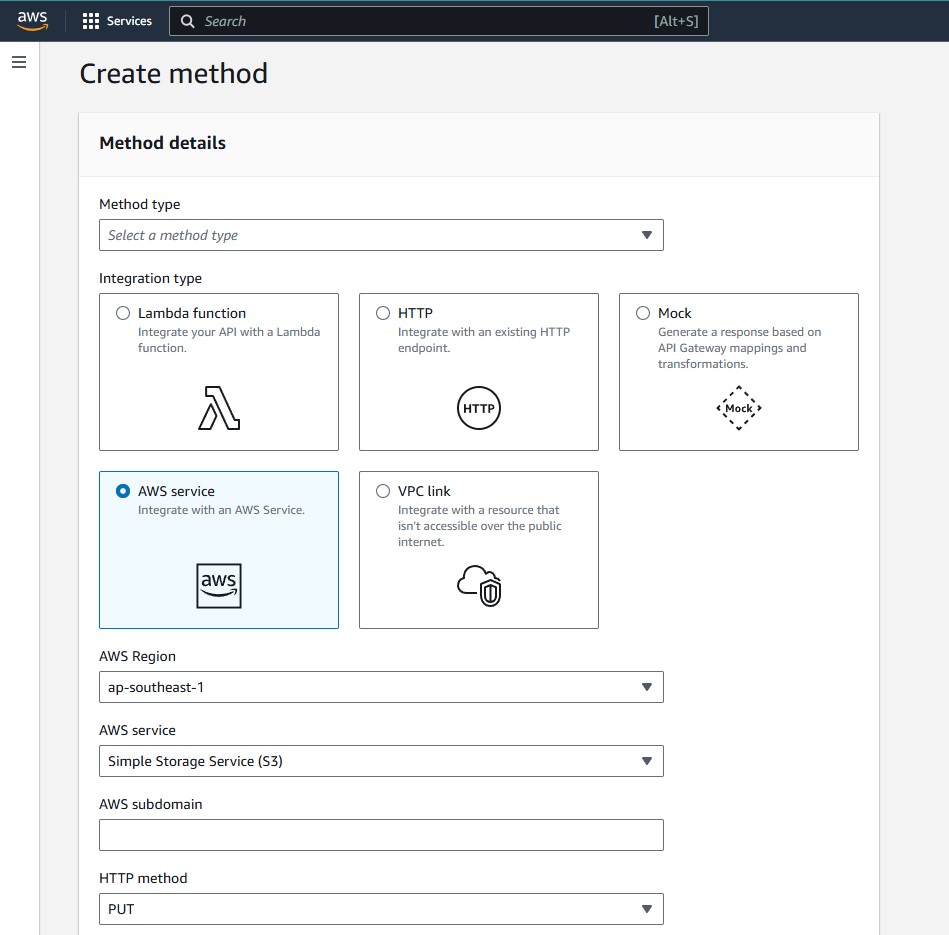 aws
Services
Search
[Alt+S]
Create method
Method details
Method type
Select a method type
Integration type
Lambda function
Integrate your API with a Lambda
function.
HTTP
Integrate with an existing HTTP
endpoint.
HTTP
Mock
Generate a response based on
API Gateway mappings and
transformations.
Mock
AWS service
Integrate with an AWS Service.
aws
VPC link
Integrate with a resource that
isn't accessible over the public
internet.
AWS Region
ap-southeast-1
AWS service
Simple Storage Service (S3)
AWS subdomain
HTTP method
PUT